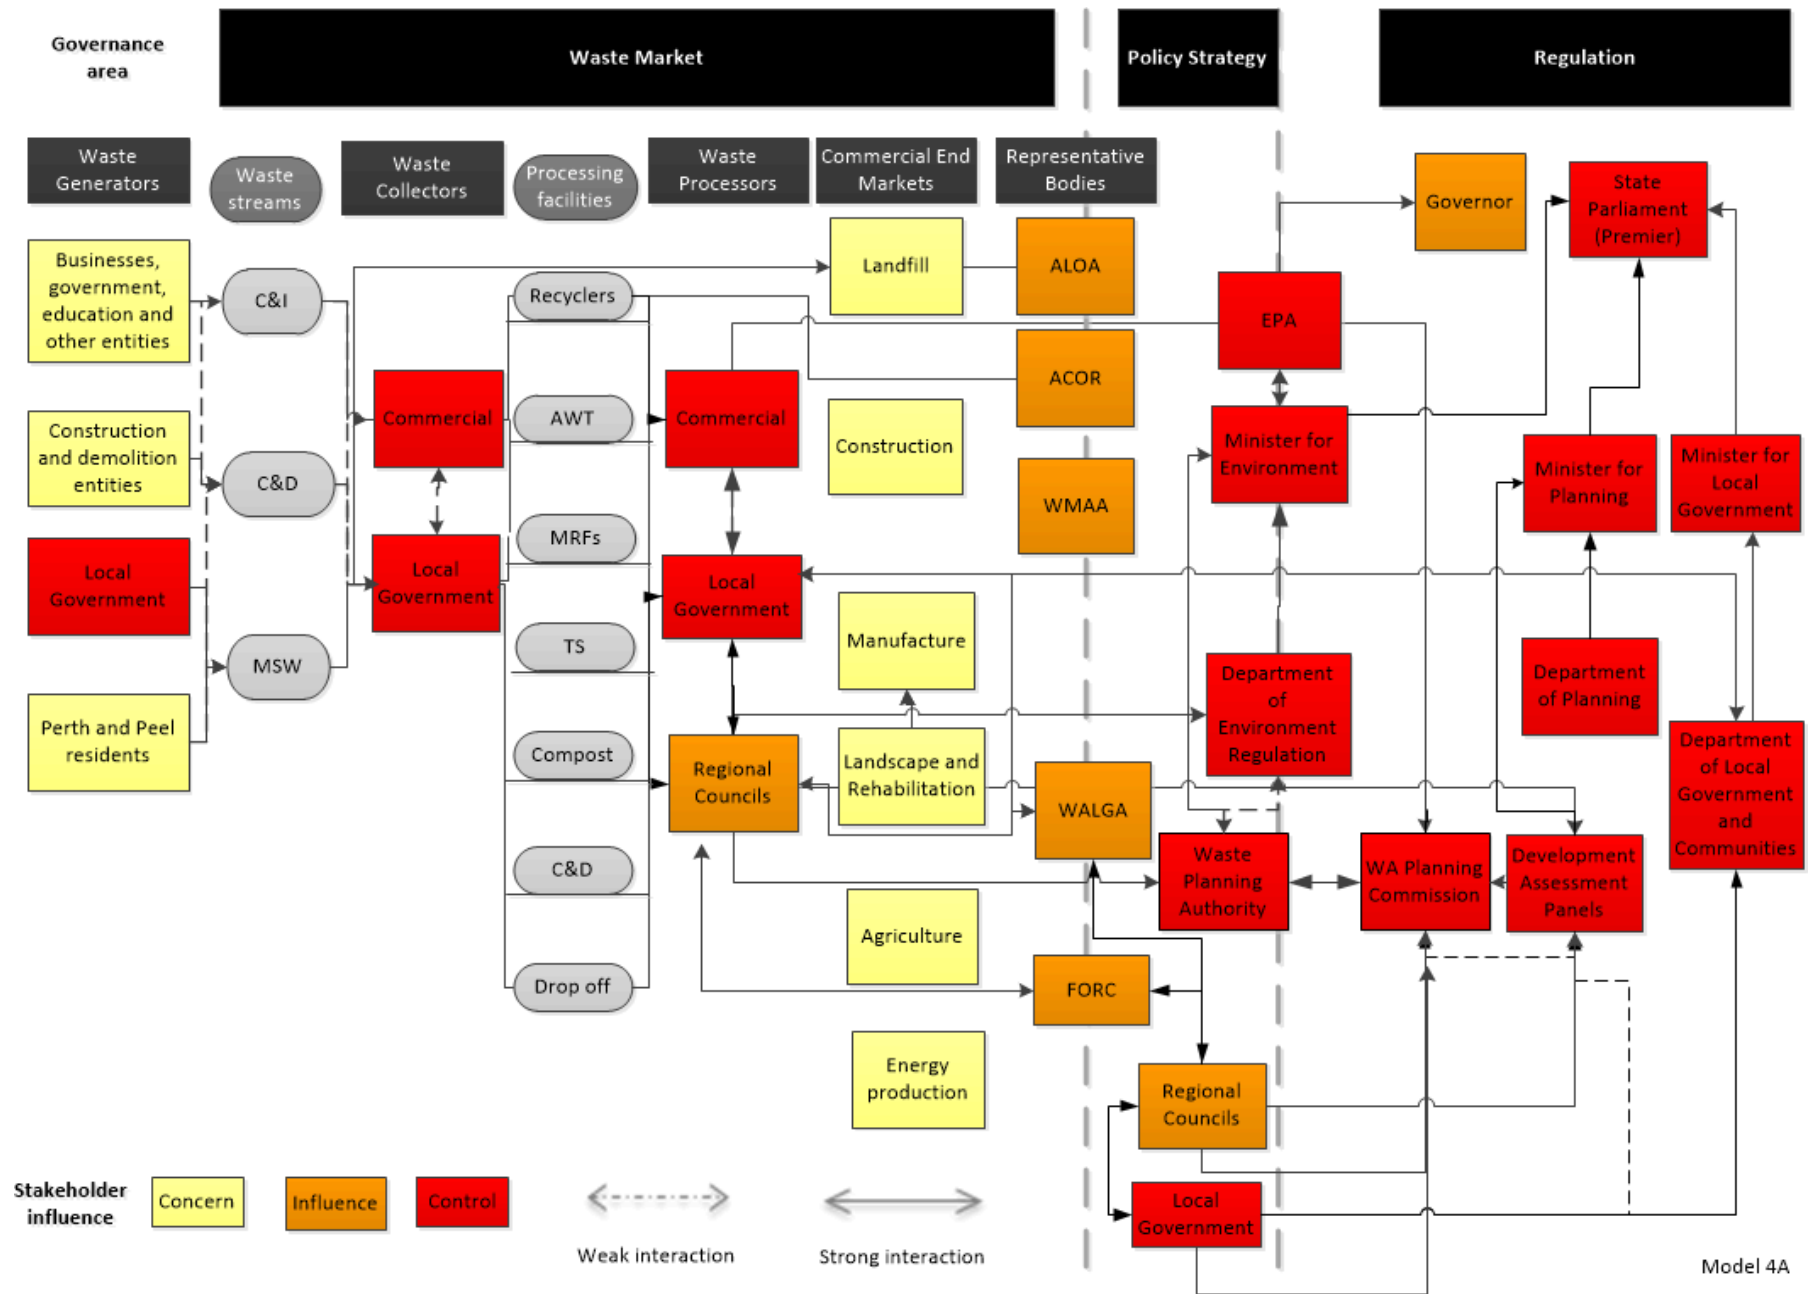 Governance
area
Waste Market
Policy Strategy
Regulation
Waste
Generators
Waste
streams
Waste
Collectors
Processing
facilities
Waste
Processors
Commercial End
Markets
Representative
Bodies
Businesses,
government,
education and
other entities
Construction
and demolition
entities
Local
Government
Perth and Peel
residents
C&I
C&D
MSW
Commercial
Local
Government
Recyclers
AWT
MRFs
TS
Compost
C&D
Drop off
Commercial
Local
Government
Regional
Councils
Landfill
Construction
Manufacture
Landscape and
Rehabilitation
Agriculture
Energy
production
ALOA
ACOR
WMAA
WALGA
FORC
EPA
Minister for
Environment
Department
of
Environment
Regulation
Waste
Planning
Authority
Regional
Councils
Local
Government
Governor
State
Parliament
(Premier)
Minister for
Planning
Minister for
Local
Government
Department
of Planning
Department
of Local
Government
and
Communities
WA Planning
Commission
Development
Assessment
Panels
Stakeholder
influence
Concern
Influence
Control
Weak interaction
Strong interaction
Model 4A